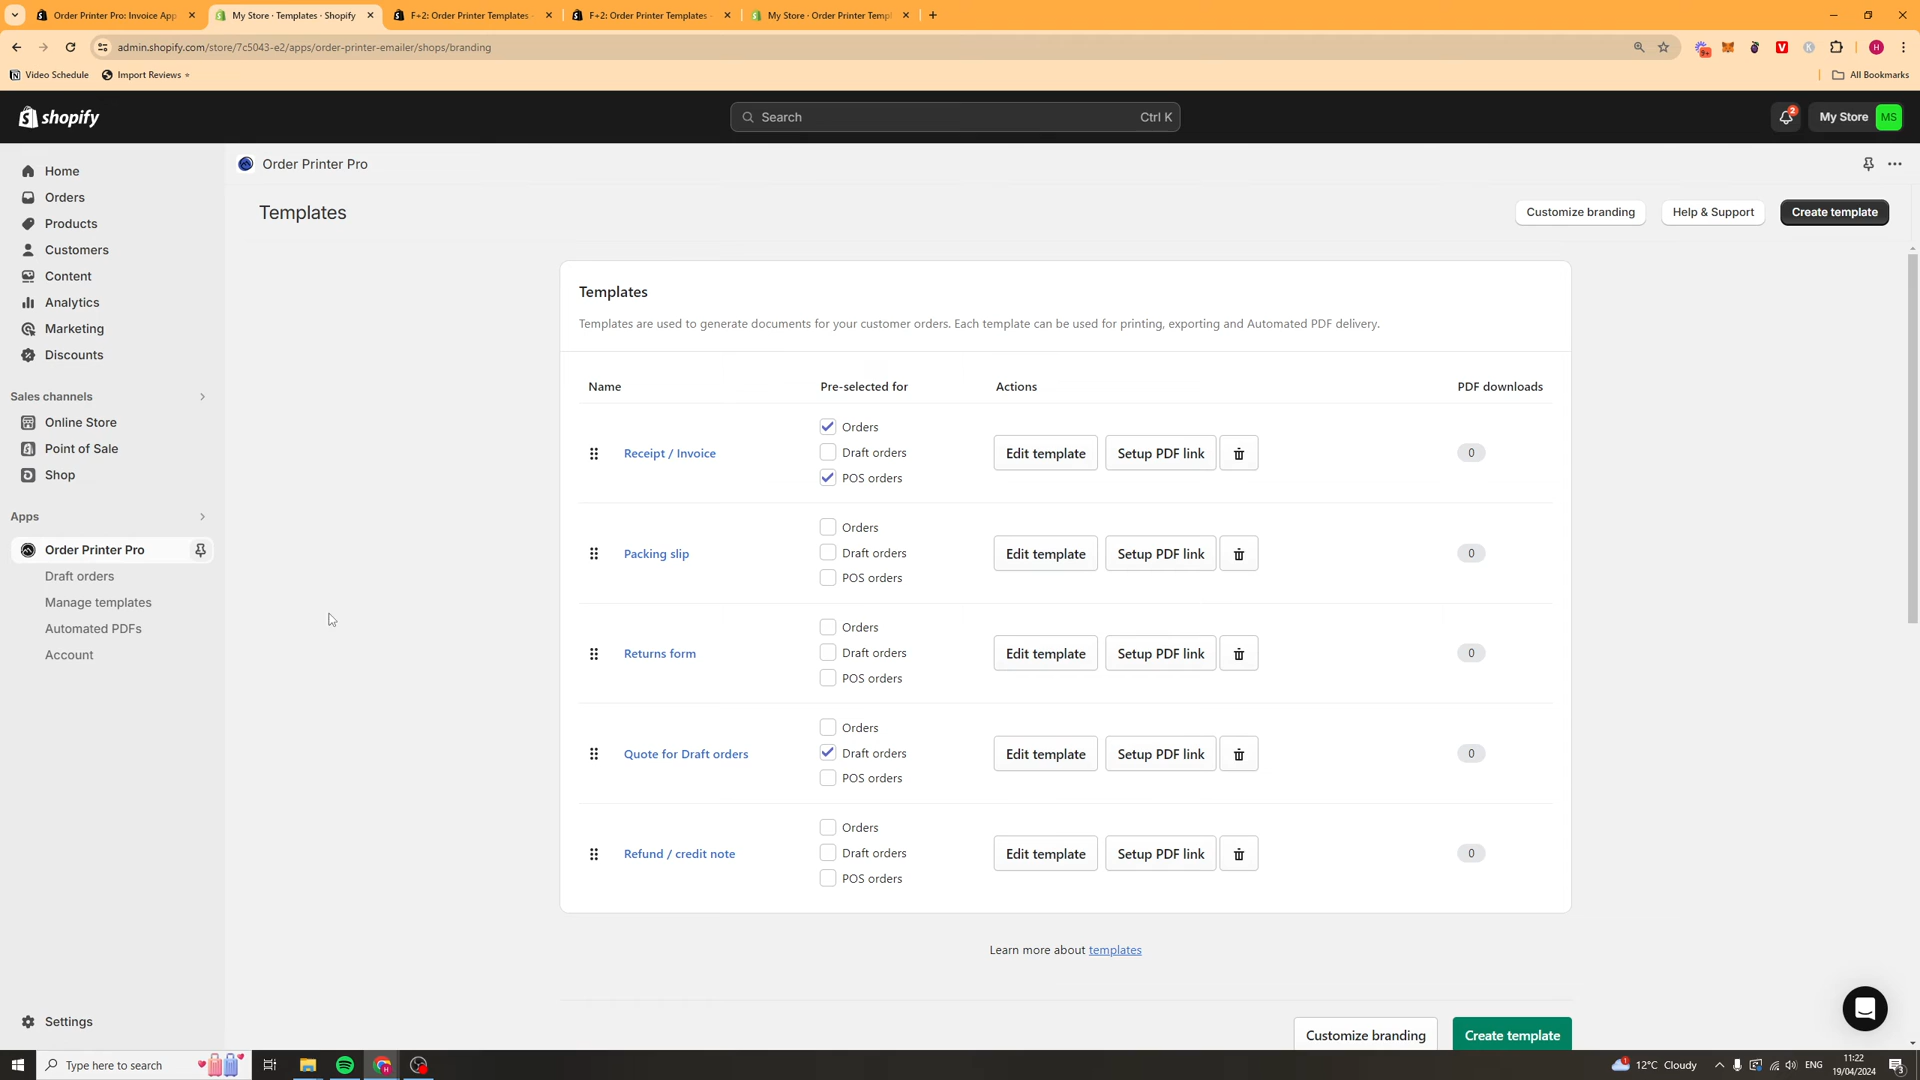 Order Printer Pro: Invoice App
My Store · Templates · Shopify
F+2: Order Printer Templates
F+2: Order Printer Templates
My Store · Order Printer Templ
admin.shopify.com/store/7c5043-e2/apps/order-printer-emailer/shops/branding
9+
H
Video Schedule
Import Reviews
All Bookmarks
shopify
Search
Ctrl K
2
My Store
MS
Home
Orders
Products
Customers
Content
Analytics
Marketing
Discounts
Sales channels
Online Store
Point of Sale
Shop
Apps
Order Printer Pro
Draft orders
Manage templates
Automated PDFs
Account
Settings
Order Printer Pro
Templates
Customize branding
Help & Support
Create template
Templates
Templates are used to generate documents for your customer orders. Each template can be used for printing, exporting and Automated PDF delivery.
Name
Pre-selected for
Actions
PDF downloads
Receipt / Invoice
Orders
Draft orders
POS orders
Edit template
Setup PDF link
0
Packing slip
Orders
Draft orders
POS orders
Edit template
Setup PDF link
0
Returns form
Orders
Draft orders
POS orders
Edit template
Setup PDF link
0
Quote for Draft orders
Orders
Draft orders
POS orders
Edit template
Setup PDF link
0
Refund / credit note
Orders
Draft orders
POS orders
Edit template
Setup PDF link
0
Learn more about templates
Customize branding
Create template
Type here to search
1
12°C Cloudy
ENG
11:22
19/04/2024
3